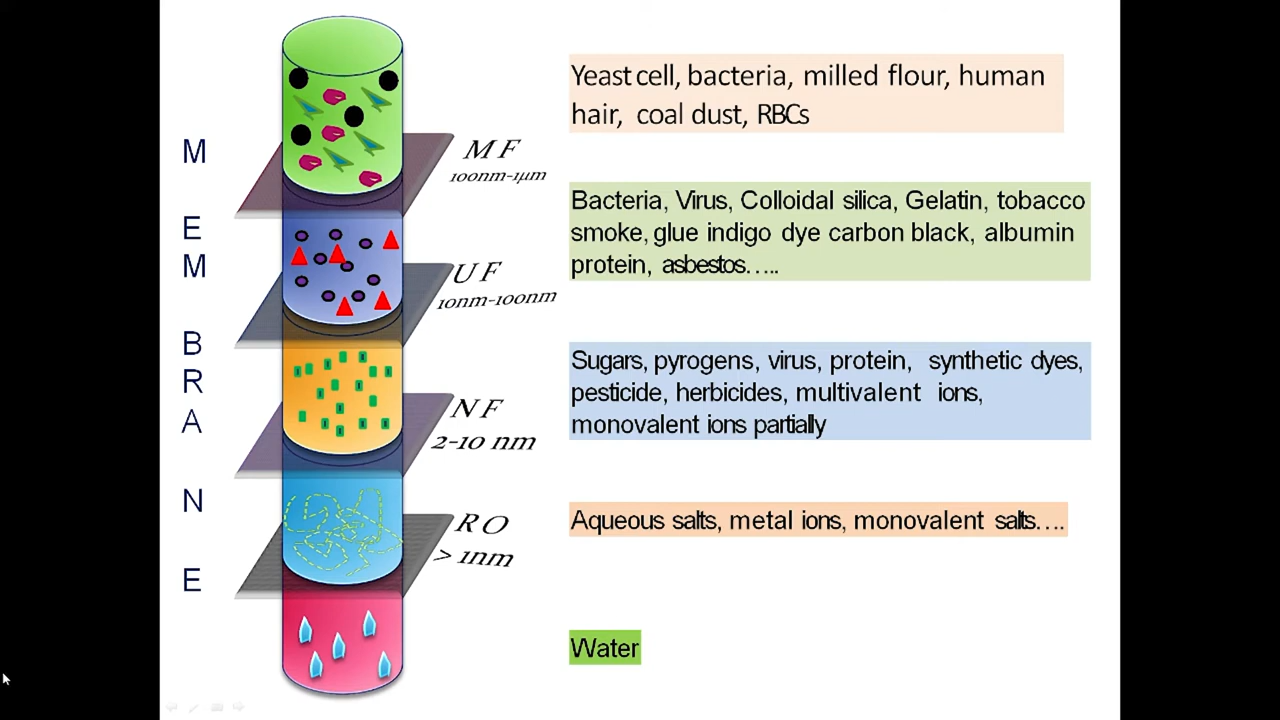 Yeast cell, bacteria, milled flour, human
hair, coal dust, RBCs
M
E
M
B
R
A
N
E
MF
100nm-1µm
Bacteria, Virus, Colloidal silica, Gelatin, tobacco
smoke, glue indigo dye carbon black, albumin
protein, asbestos…..
UF
10nm-100nm
Sugars, pyrogens, virus, protein, synthetic dyes,
pesticide, herbicides, multivalent ions,
monovalent ions partially
NF
2-10 nm
Aqueous salts, metal ions, monovalent salts….
RO
> 1nm
Water